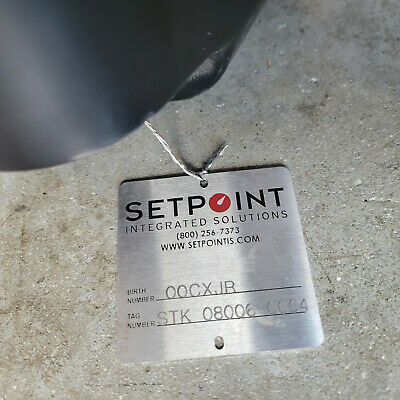 SETPOINT
INTEGRATED SOLUTIONS
(800) 256-7373
WWW.SETPOINTIS.COM
BIRTH NUMBER 00CXJR
TAG NUMBER STK 08006